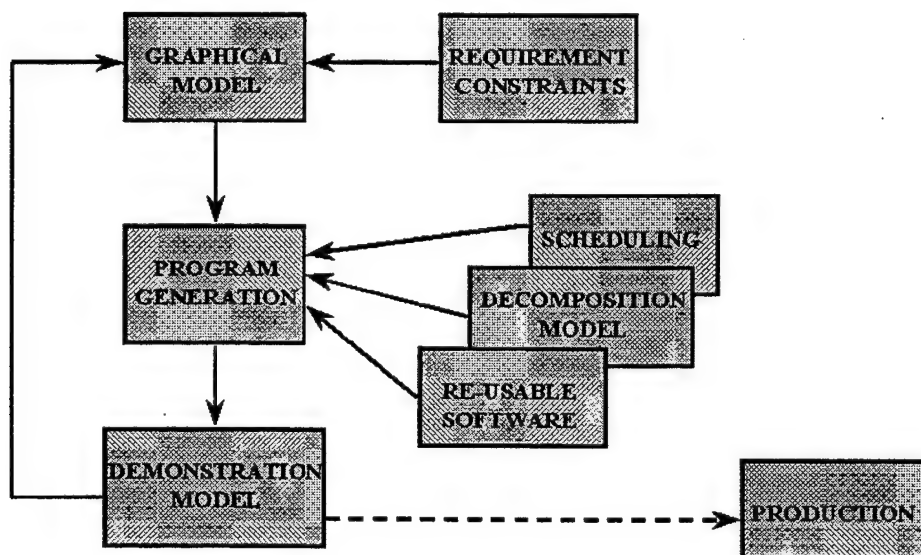 GRAPHICAL
MODEL
REQUIREMENT
CONSTRAINTS
SCHEDULING
PROGRAM
GENERATION
DECOMPOSITION
MODEL
RE-USABLE
SOFTWARE
DEMONSTRATION
MODEL
PRODUCTION